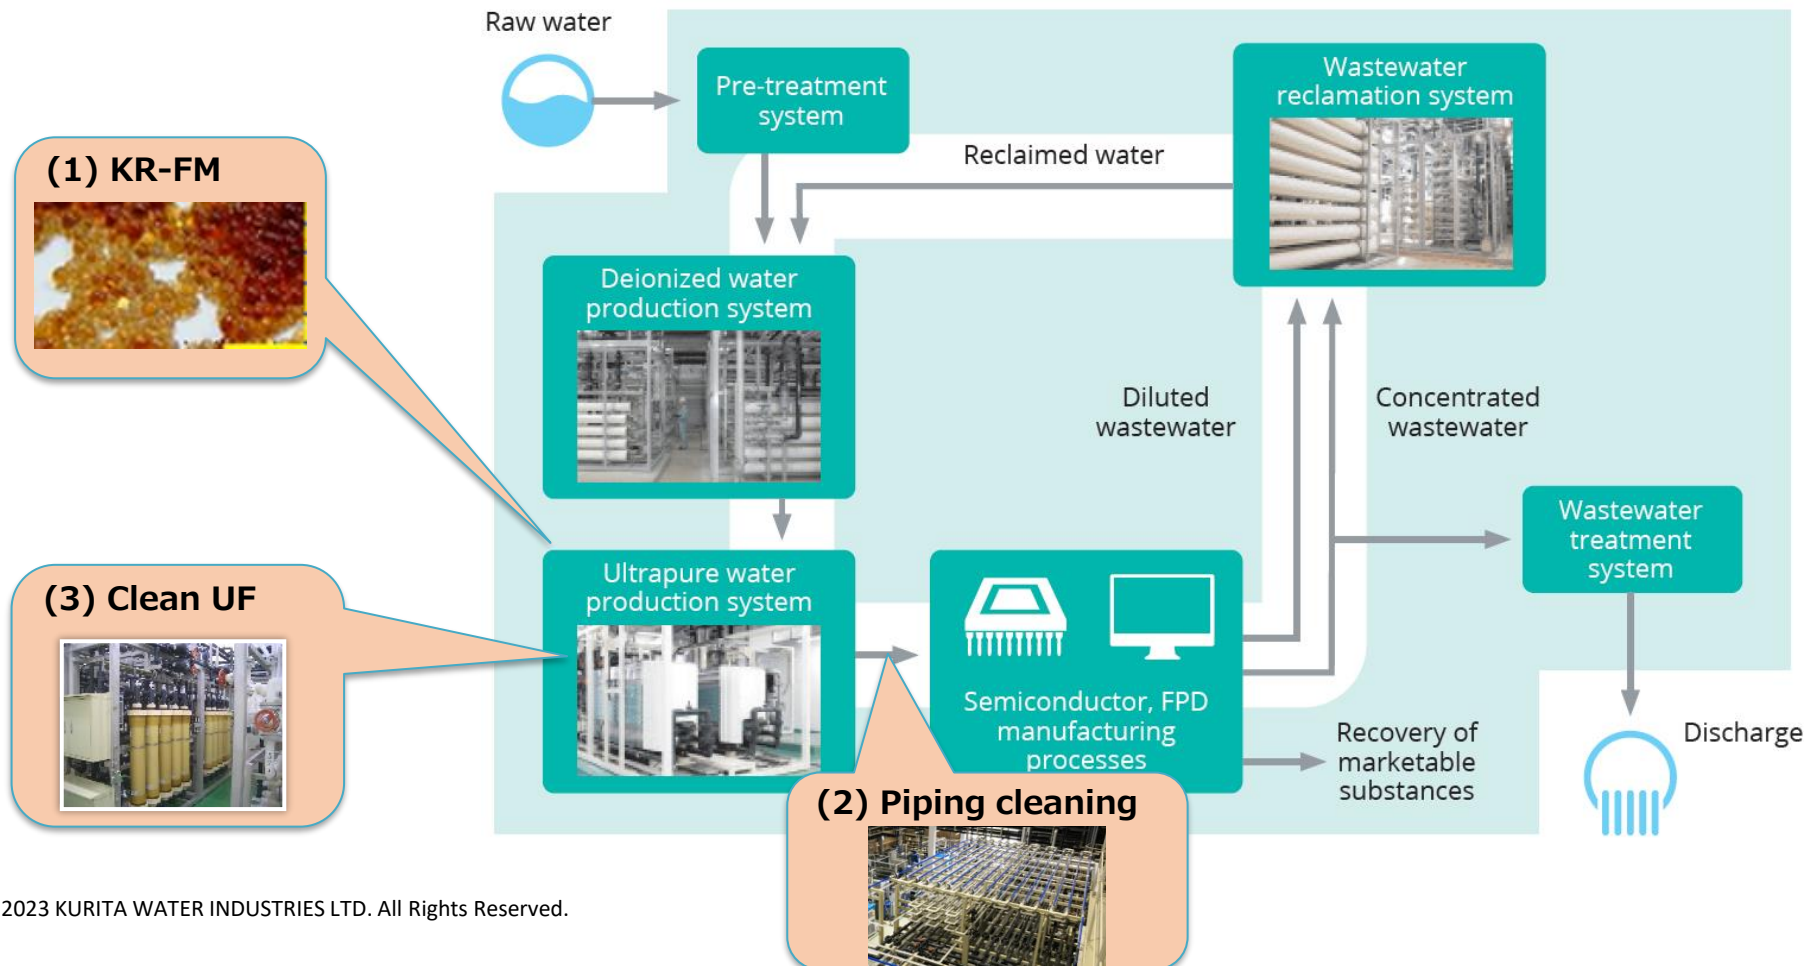 Raw water
Pre-treatment
system
Wastewater
reclamation system
(1) KR-FM
Reclaimed water
Deionized water
production system
Diluted
wastewater
Concentrated
wastewater
Wastewater
treatment
system
(3) Clean UF
Ultrapure water
production system
Semiconductor, FPD
manufacturing
processes
Recovery of
marketable
substances
Discharge
(2) Piping cleaning
2023 KURITA WATER INDUSTRIES LTD. All Rights Reserved.